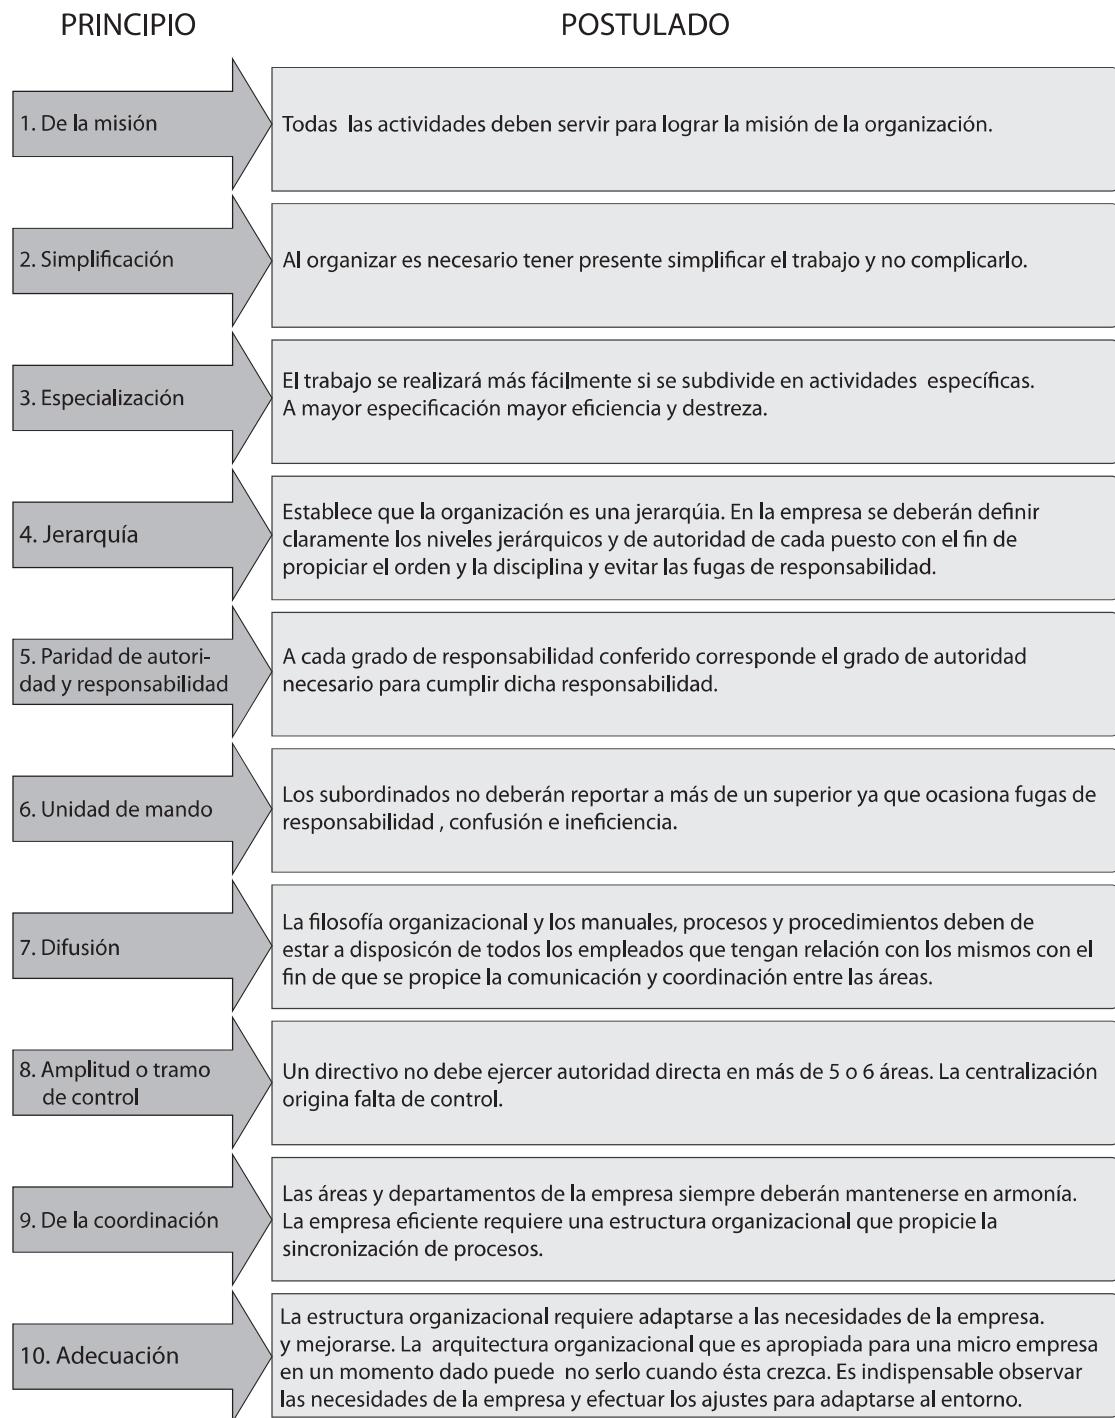 PRINCIPIO
POSTULADO
1. De la misión
Todas las actividades deben servir para lograr la misión de la organización.
2. Simplificación
Al organizar es necesario tener presente simplificar el trabajo y no complicarlo.
3. Especialización
El trabajo se realizará más fácilmente si se subdivide en actividades específicas.
A mayor especificación mayor eficiencia y destreza.
4. Jerarquía
Establece que la organización es una jerarqúia. En la empresa se deberán definir
claramente los niveles jerárquicos y de autoridad de cada puesto con el fin de
propiciar el orden y la disciplina y evitar las fugas de responsabilidad.
5. Paridad de autori-
dad y responsabilidad
A cada grado de responsabilidad conferido corresponde el grado de autoridad
necesario para cumplir dicha responsabilidad.
6. Unidad de mando
Los subordinados no deberán reportar a más de un superior ya que ocasiona fugas de
responsabilidad , confusión e ineficiencia.
7. Difusión
La filosofía organizacional y los manuales, procesos y procedimientos deben de
estar a disposicón de todos los empleados que tengan relación con los mismos con el
fin de que se propice la comunicación y coordinación entre las áreas.
8. Amplitud o tramo
de control
Un directivo no debe ejercer autoridad directa en más de 5 o 6 áreas. La centralización
origina falta de control.
9. De la coordinación
Las áreas y departamentos de la empresa siempre deberán mantenerse en armonía.
La empresa eficiente requiere una estructura organizacional que propicie la
sincronización de procesos.
10. Adecuación
La estructura organizacional requiere adaptarse a las necesidades de la empresa.
y mejorarse. La arquitectura organizacional que es apropiada para una micro empresa
en un momento dado puede no serlo cuando ésta crezca. Es indispensable observar
las necesidades de la empresa y efectuar los ajustes para adaptarse al entorno.